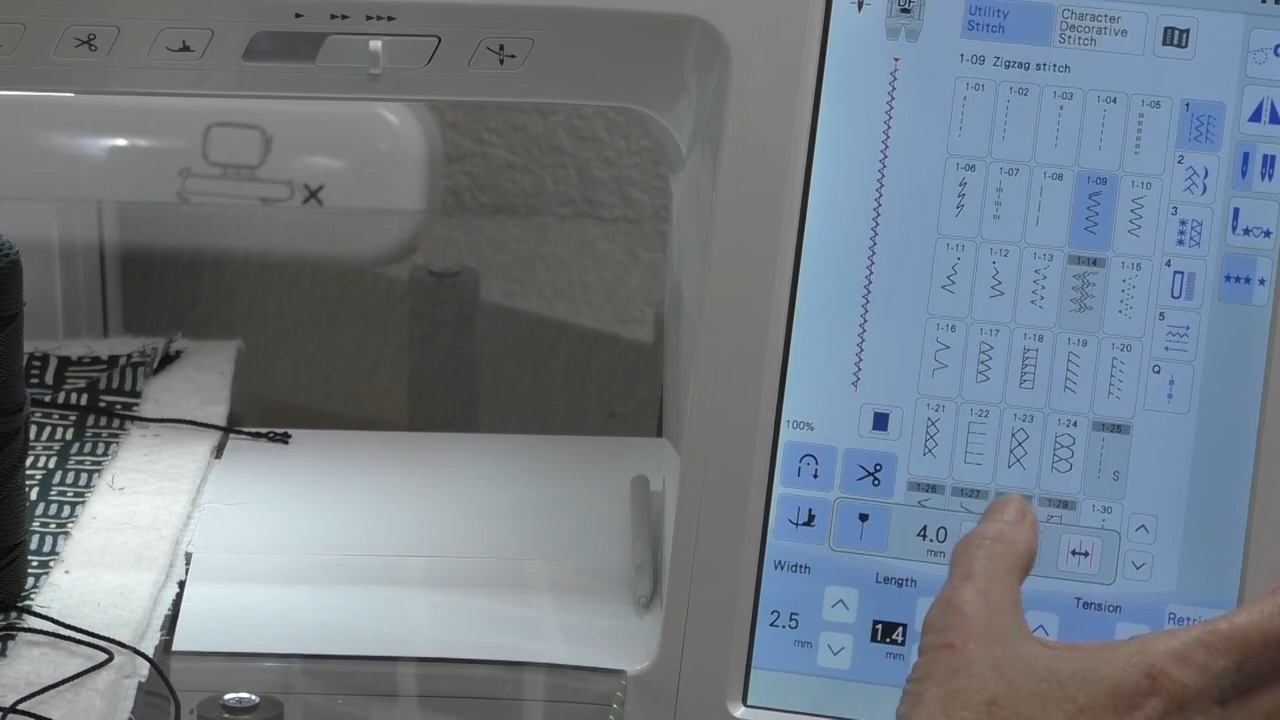 Utility
Stitch
Character
Decorative
Stitch
1-09 Zigzag stitch
1-01 1-02 1-03 1-04 1-05
1-06 1-07 1-08 1-09 1-10
1-11 1-12 1-13 1-14 1-15
1-16 1-17 1-18 1-19 1-20
1-21 1-22 1-23 1-24 1-25
S
1-26 1-27 1-29 1-30
1
2
3
4
5
Q
100%
4.0
mm
Width
2.5
mm
Length
1.4
mm
Tension